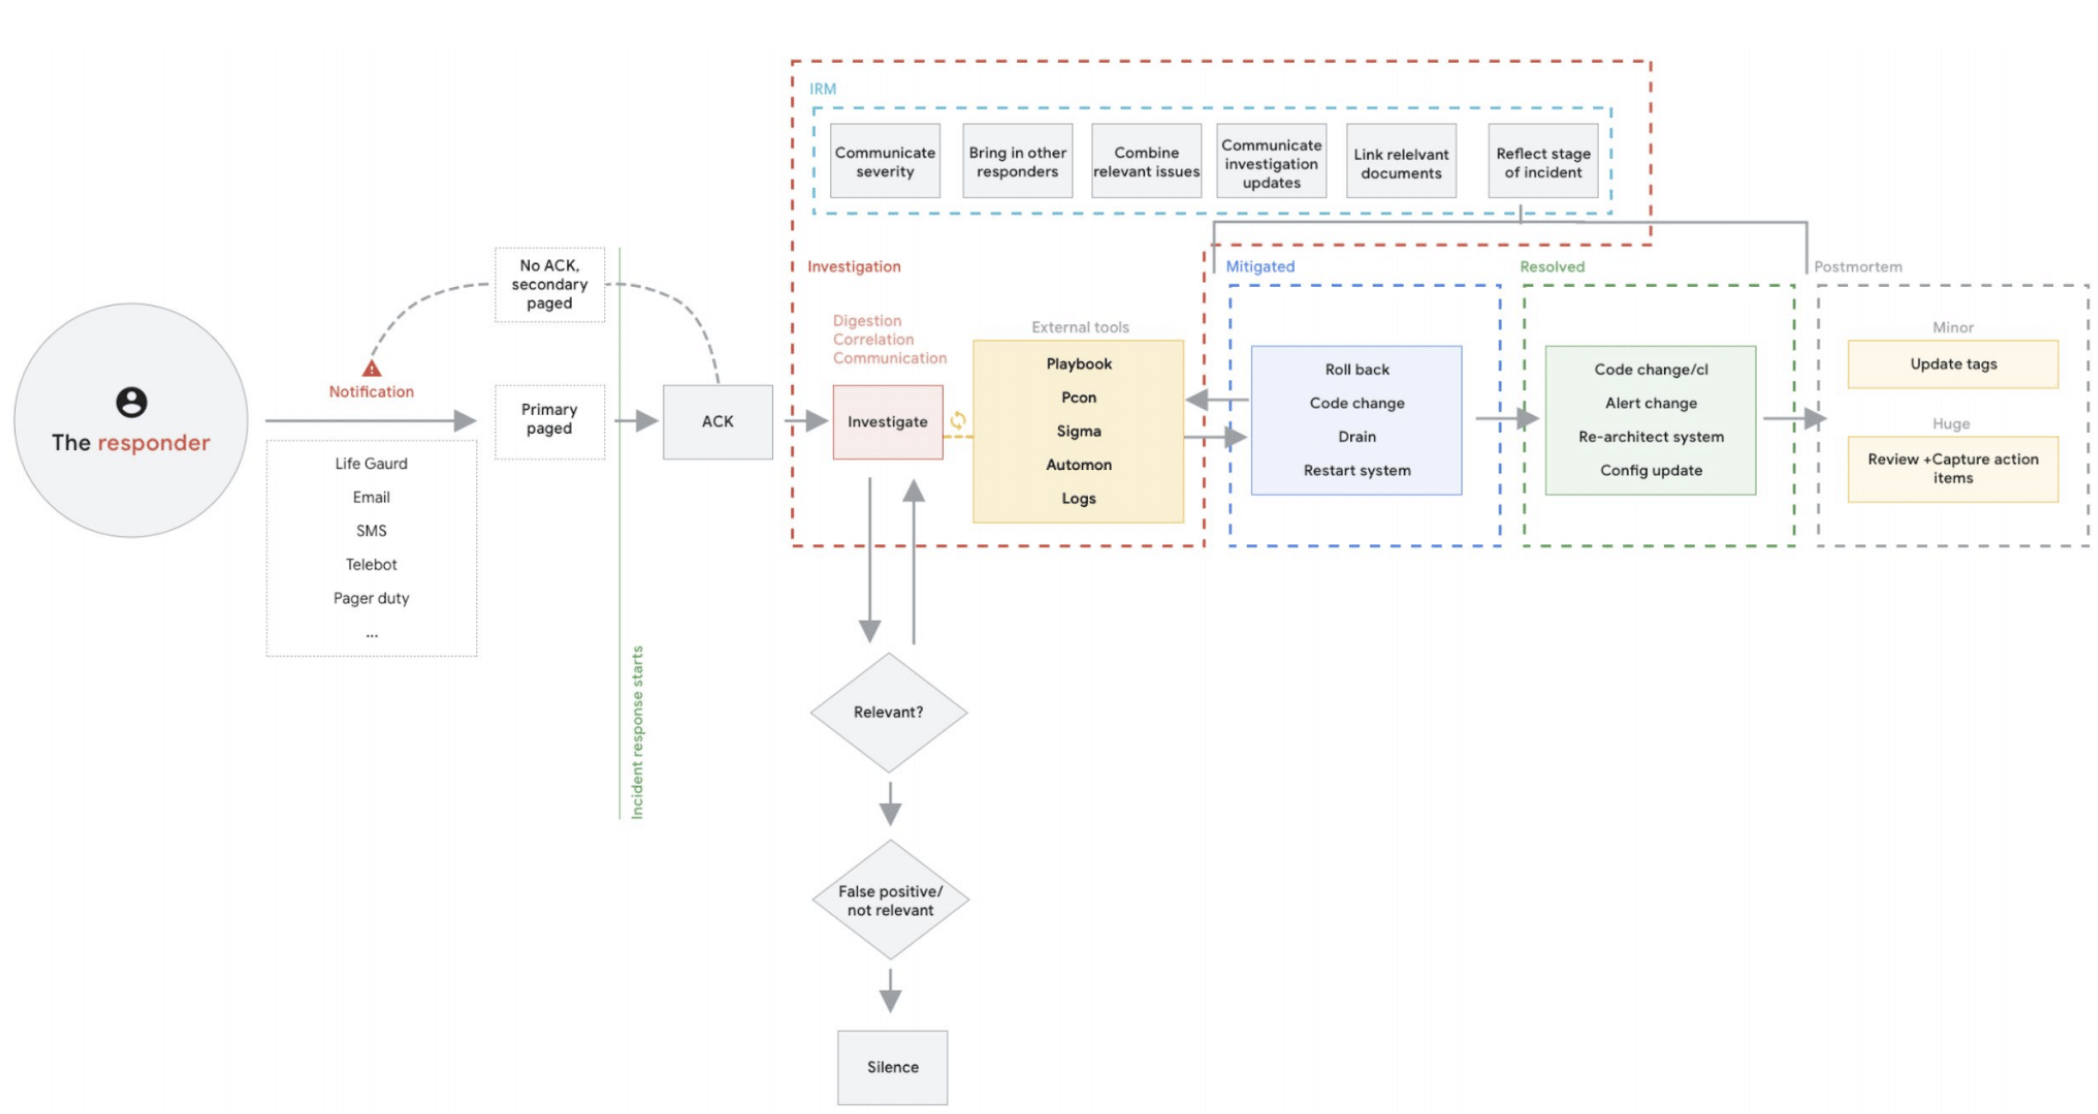 The responder
Notification
Life Gaurd
Email
SMS
Telebot
Pager duty
...
No ACK,
secondary
paged
Primary
paged
Incident response starts
ACK
IRM
Communicate
severity
Bring in other
responders
Combine
relevant issues
Communicate
investigation
updates
Link relelvant
documents
Reflect stage
of incident
Investigation
Digestion
Correlation
Communication
Investigate
External tools
Playbook
Pcon
Sigma
Automon
Logs
Relevant?
False positive/
not relevant
Silence
Mitigated
Roll back
Code change
Drain
Restart system
Resolved
Code change/cl
Alert change
Re-architect system
Config update
Postmortem
Minor
Update tags
Huge
Review +Capture action
items